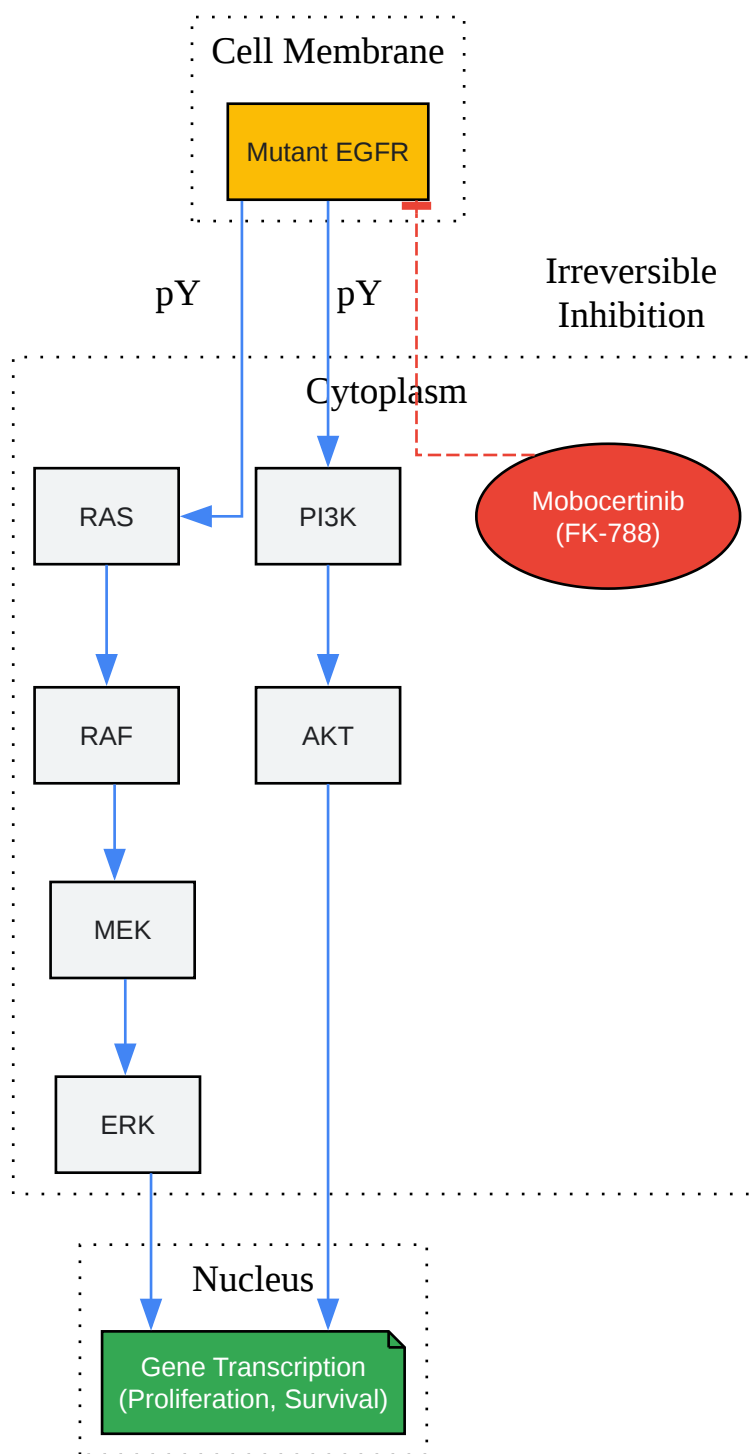 Cell Membrane
Mutant EGFR
pY
pY
Irreversible
Inhibition
Cytoplasm
RAS
PI3K
Mobocertinib
(FK-788)
RAF
AKT
MEK
ERK
Nucleus
Gene Transcription
(Proliferation, Survival)